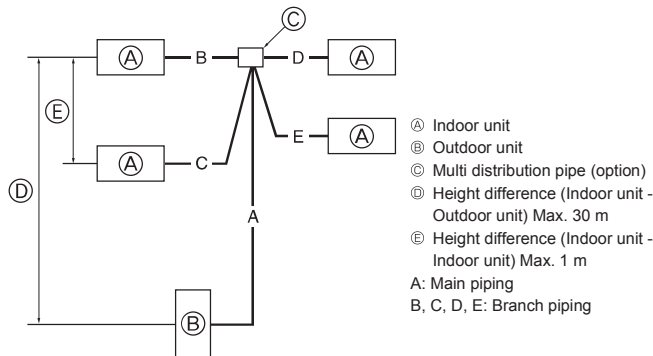 Ⓒ
Ⓐ B D Ⓐ
Ⓔ
Ⓐ C E Ⓐ
Ⓓ
A
Ⓑ
Ⓐ Indoor unit
Ⓑ Outdoor unit
Ⓒ Multi distribution pipe (option)
Ⓓ Height difference (Indoor unit -
Outdoor unit) Max. 30 m
Ⓔ Height difference (Indoor unit -
Indoor unit) Max. 1 m
A: Main piping
B, C, D, E: Branch piping